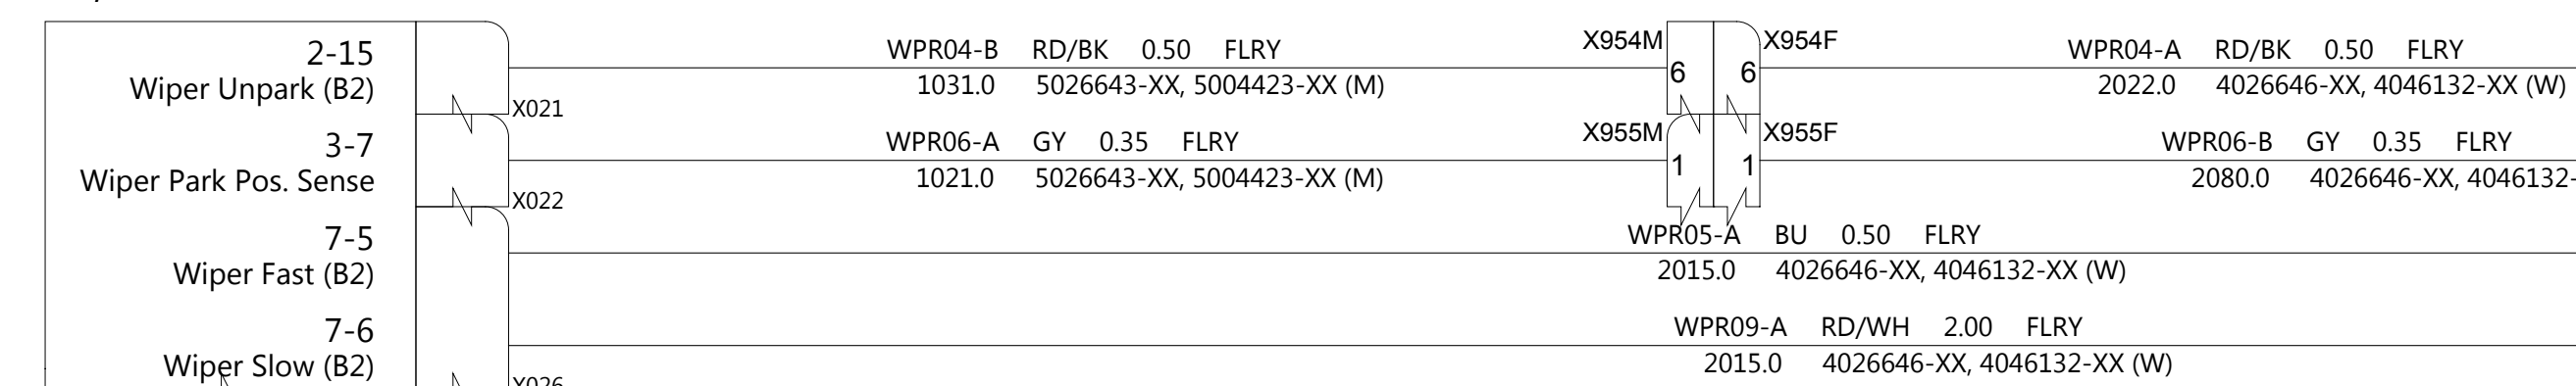 2-15
Wiper Unpark (B2)
X021
WPR04-B RD/BK 0.50 FLRY
1031.0 5026643-XX, 5004423-XX (M)
X954M
6 6
X954F
WPR04-A RD/BK 0.50 FLRY
2022.0 4026646-XX, 4046132-XX (W)
3-7
Wiper Park Pos. Sense
X022
WPR06-A GY 0.35 FLRY
1021.0 5026643-XX, 5004423-XX (M)
X955M
1 1
X955F
WPR06-B GY 0.35 FLRY
2080.0 4026646-XX, 4046132-
7-5
Wiper Fast (B2)
WPR05-A BU 0.50 FLRY
2015.0 4026646-XX, 4046132-XX (W)
7-6
Wiper Slow (B2)
X026
WPR09-A RD/WH 2.00 FLRY
2015.0 4026646-XX, 4046132-XX (W)